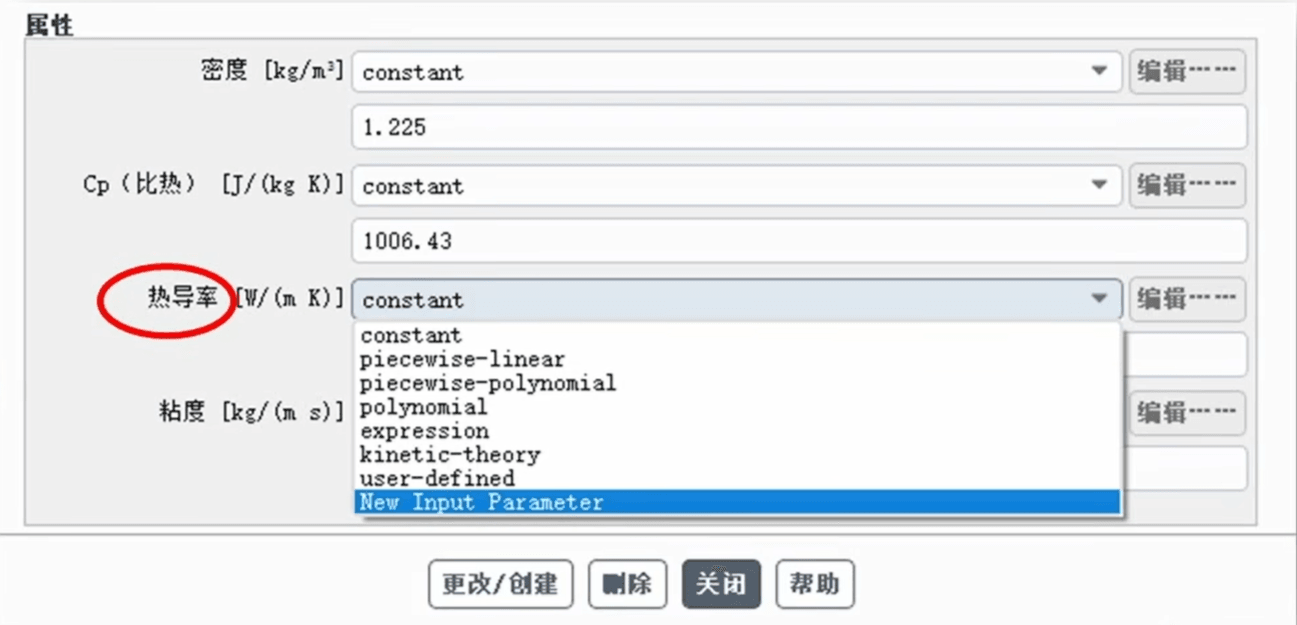 属性
密度 [kg/m³] constant 编辑……
1.225
Cp（比热） [J/(kg K)] constant 编辑……
1006.43
热导率 [W/(m K)] constant 编辑……
constant
piecewise-linear
piecewise-polynomial
polynomial
粘度 [kg/(m s)] 编辑……
expression
kinetic-theory
user-defined
New Input Parameter
更改/创建 删除 关闭 帮助